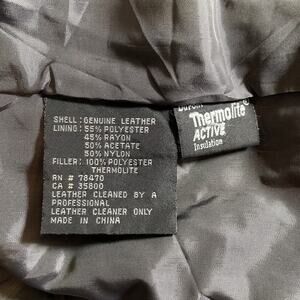 SHELL: GENUINE LEATHER
LINING: 55% POLYESTER
45% RAYON
50% ACETATE
50% NYLON
FILLER: 100% POLYESTER
THERMOLITE
RN # 78470
CA # 35800
LEATHER CLEANED BY A
PROFESSIONAL
LEATHER CLEANER ONLY
MADE IN CHINA
DuPont
Thermolite®
ACTIVE
Insulation